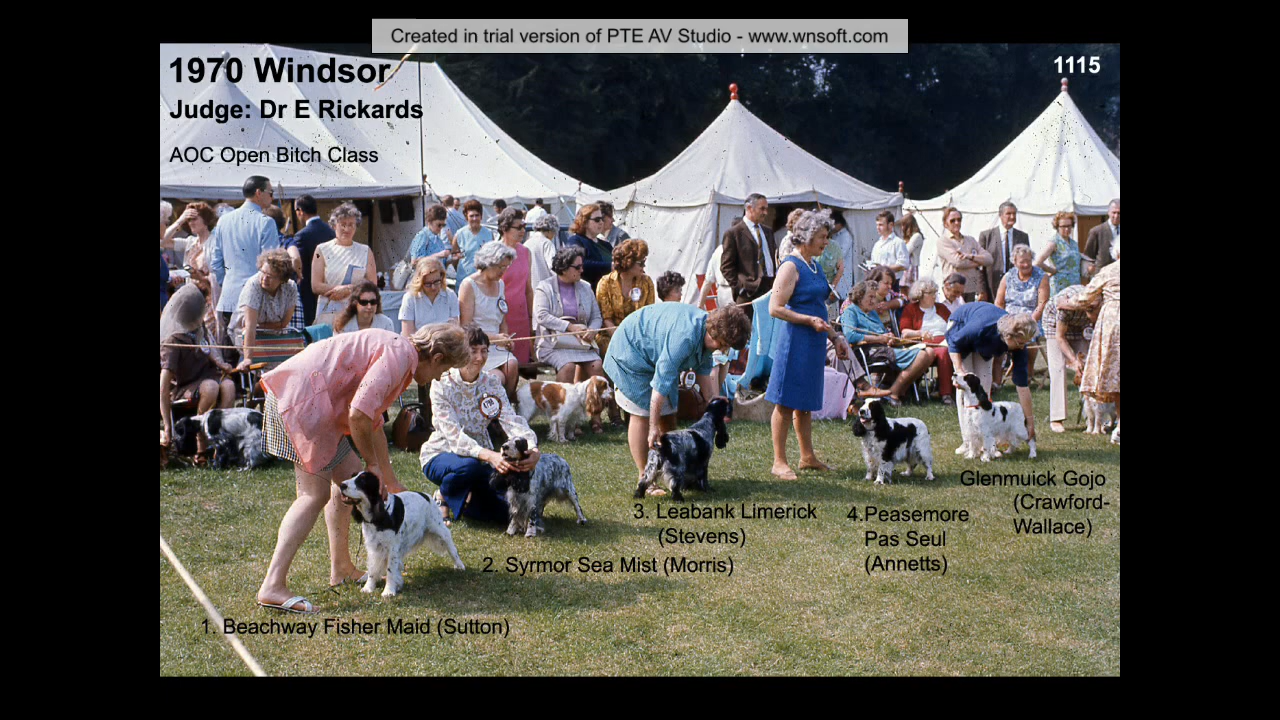 Created in trial version of PTE AV Studio - www.wnsoft.com
1970 Windsor
1115
Judge: Dr E Rickards
AOC Open Bitch Class
Glenmuick Gojo
(Crawford-
Wallace)
3. Leabank Limerick
(Stevens)
4.Peasemore
Pas Seul
(Annetts)
2. Syrmor Sea Mist (Morris)
1. Beachway Fisher Maid (Sutton)